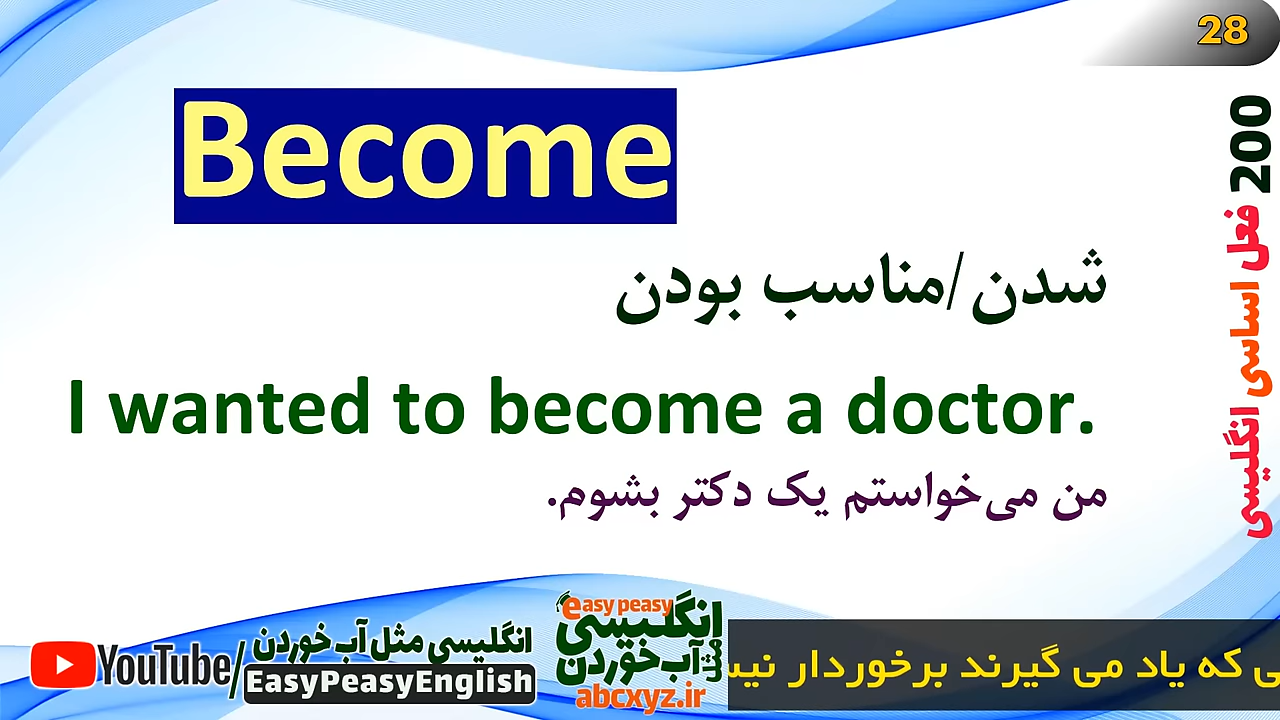 28
Become
شدن/مناسب بودن
I wanted to become a doctor.
من می‌خواستم یک دکتر بشوم.
200 فعل اساسی انگلیسی
YouTube/
انگلیسی مثل آب خوردن
EasyPeasyEnglish
easy peasy
انگلیسی
مثل آب خوردن
abcxyz.ir
که یاد می گیرند برخوردار